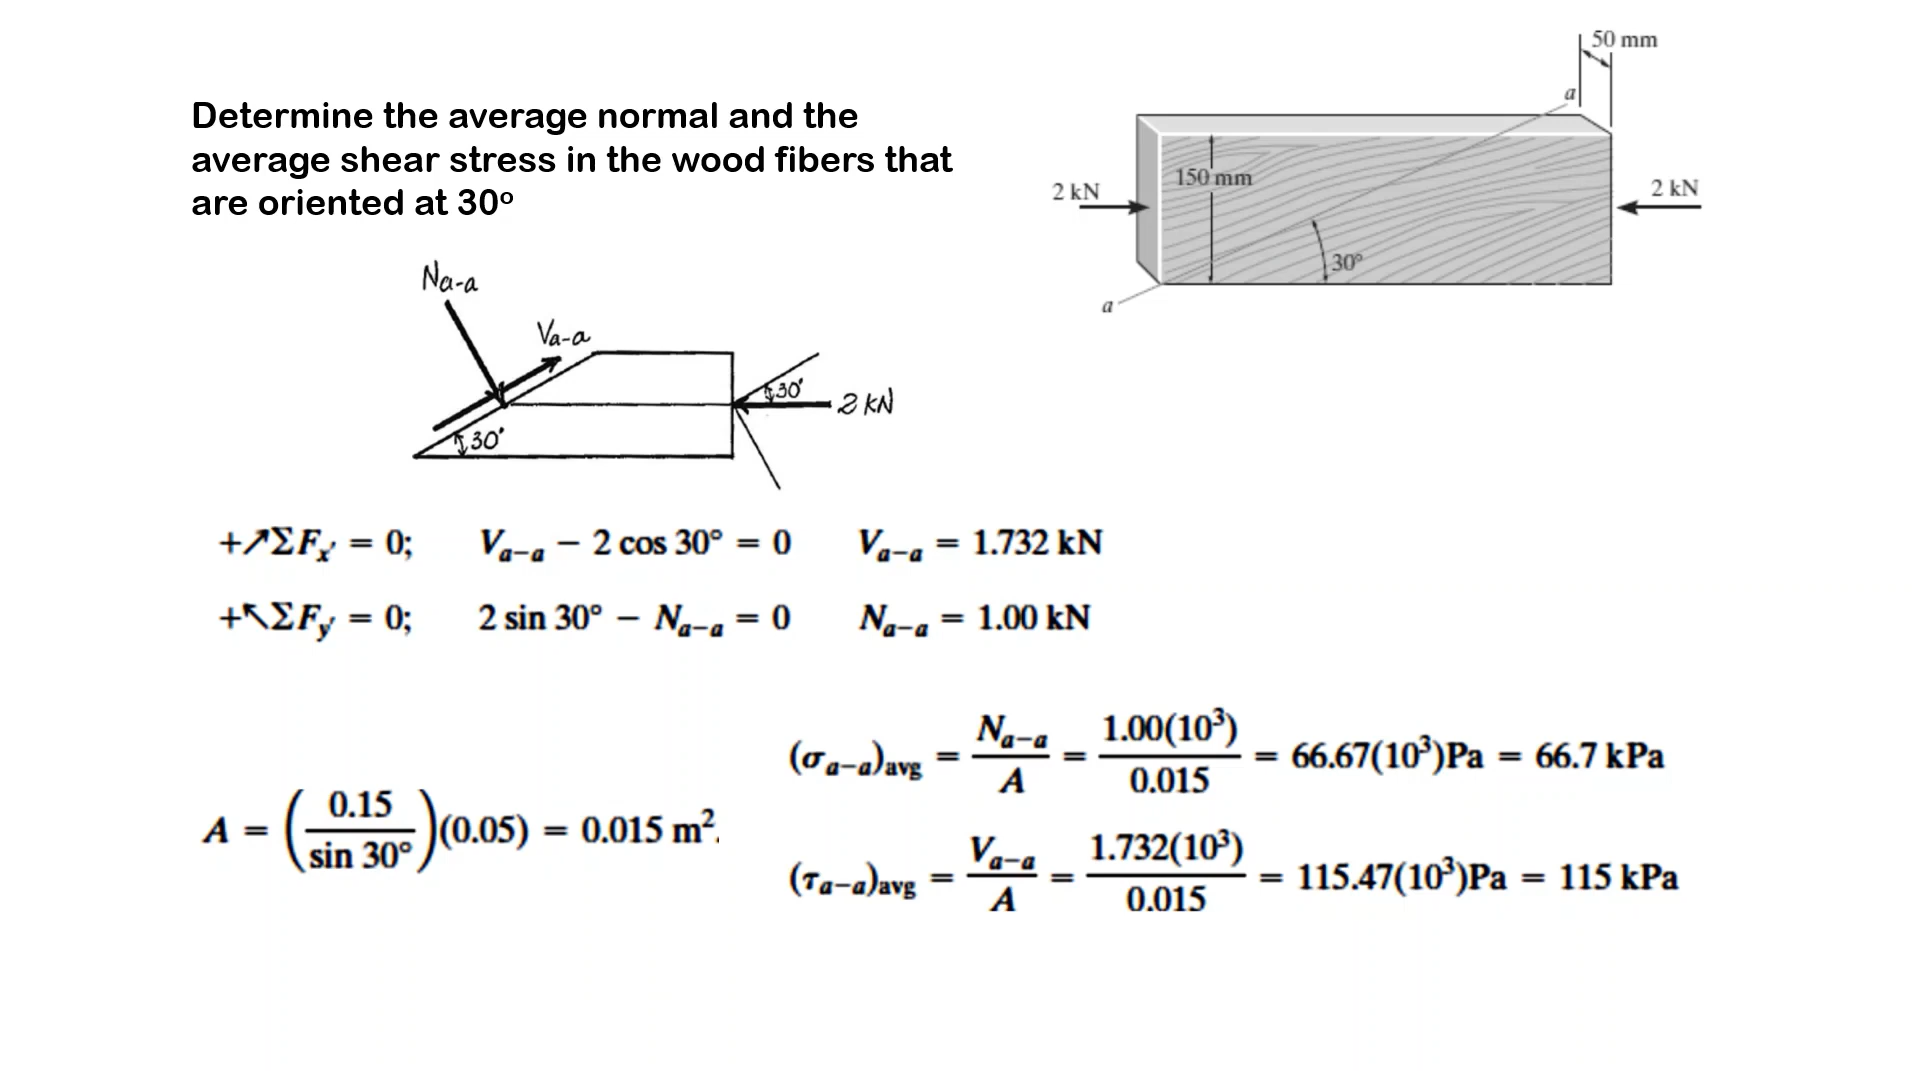 Determine the average normal and the
average shear stress in the wood fibers that
are oriented at 30º
50 mm
a
150 mm
2 kN
2 kN
30°
a
Na-a
Va-a
30°
2 kN
30°
+↗ΣFx′ = 0; Va−a − 2 cos 30° = 0 Va−a = 1.732 kN
+↖ΣFy′ = 0; 2 sin 30° − Na−a = 0 Na−a = 1.00 kN
A = (0.15 / sin 30°)(0.05) = 0.015 m².
(σa−a)avg = Na−a / A = 1.00(10³) / 0.015 = 66.67(10³)Pa = 66.7 kPa
(τa−a)avg = Va−a / A = 1.732(10³) / 0.015 = 115.47(10³)Pa = 115 kPa